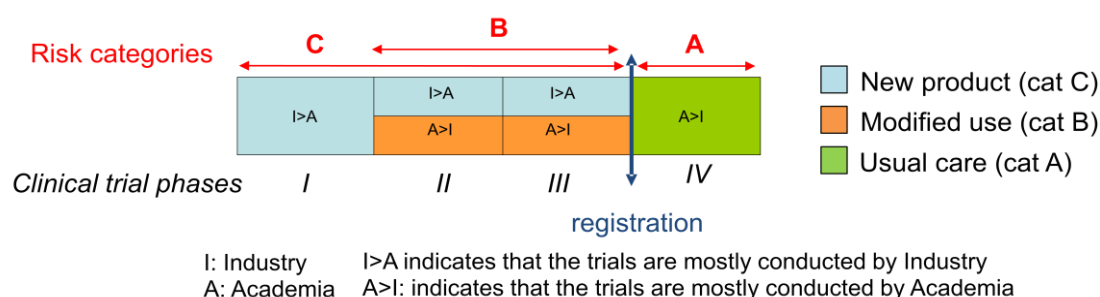 B
C
A
Risk categories
I>A
I>A
I>A
A>I
A>I
A>I
New product (cat C)
Modified use (cat B)
Usual care (cat A)
Clinical trial phases I II III IV
registration
I: Industry I>A indicates that the trials are mostly conducted by Industry
A: Academia A>I: indicates that the trials are mostly conducted by Academia